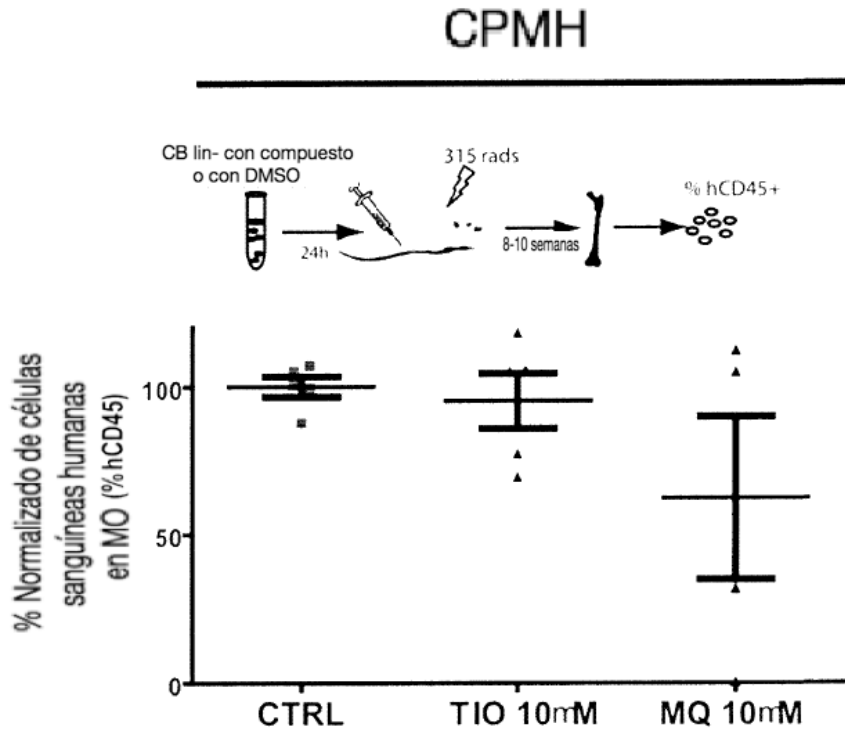 CPMH
CB lin- con compuesto
o con DMSO
315 rads
% hCD45+
24h
8-10 semanas
% Normalizado de células
sanguíneas humanas
en MO (% hCD45)
100
50
0
CTRL TIO 10mM MQ 10mM